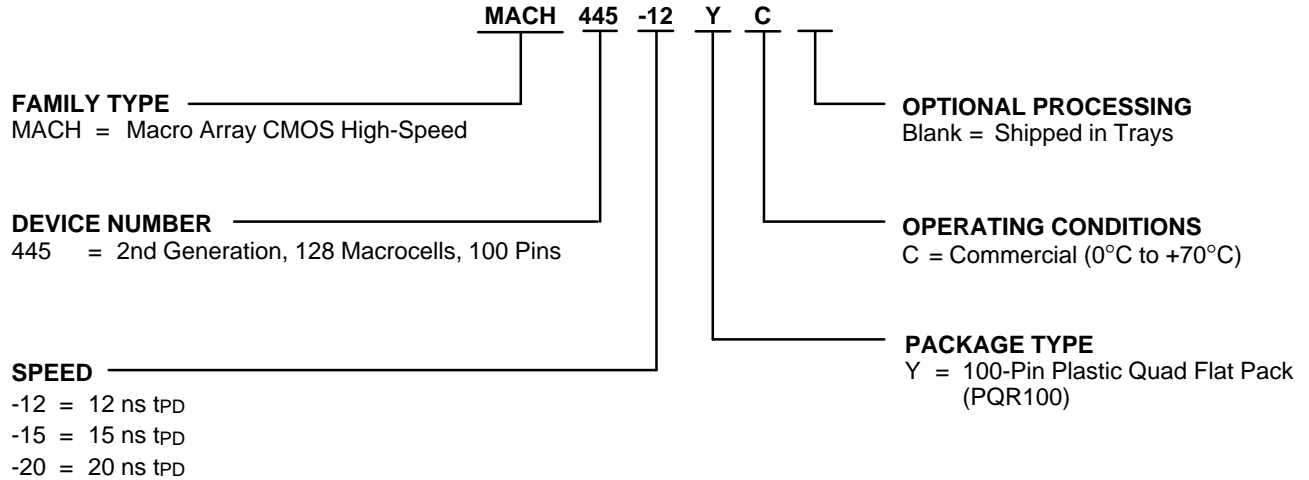 MACH 445 -12 Y C
FAMILY TYPE
MACH = Macro Array CMOS High-Speed
DEVICE NUMBER
445 = 2nd Generation, 128 Macrocells, 100 Pins
SPEED
-12 = 12 ns tPD
-15 = 15 ns tPD
-20 = 20 ns tPD
OPTIONAL PROCESSING
Blank = Shipped in Trays
OPERATING CONDITIONS
C = Commercial (0°C to +70°C)
PACKAGE TYPE
Y = 100-Pin Plastic Quad Flat Pack
(PQR100)